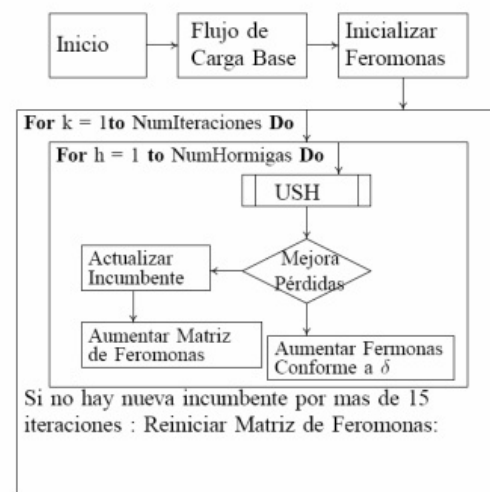 Inicio
Flujo de
Carga Base
Inicializar
Feromonas
For k = 1to NumIteraciones Do
For h = 1 to NumHormigas Do
USH
Mejora
Pérdidas
Actualizar
Incumbente
Aumentar Matriz
de Feromonas
Aumentar Fermonas
Conforme a δ
Si no hay nueva incumbente por mas de 15
iteraciones : Reiniciar Matriz de Feromonas: